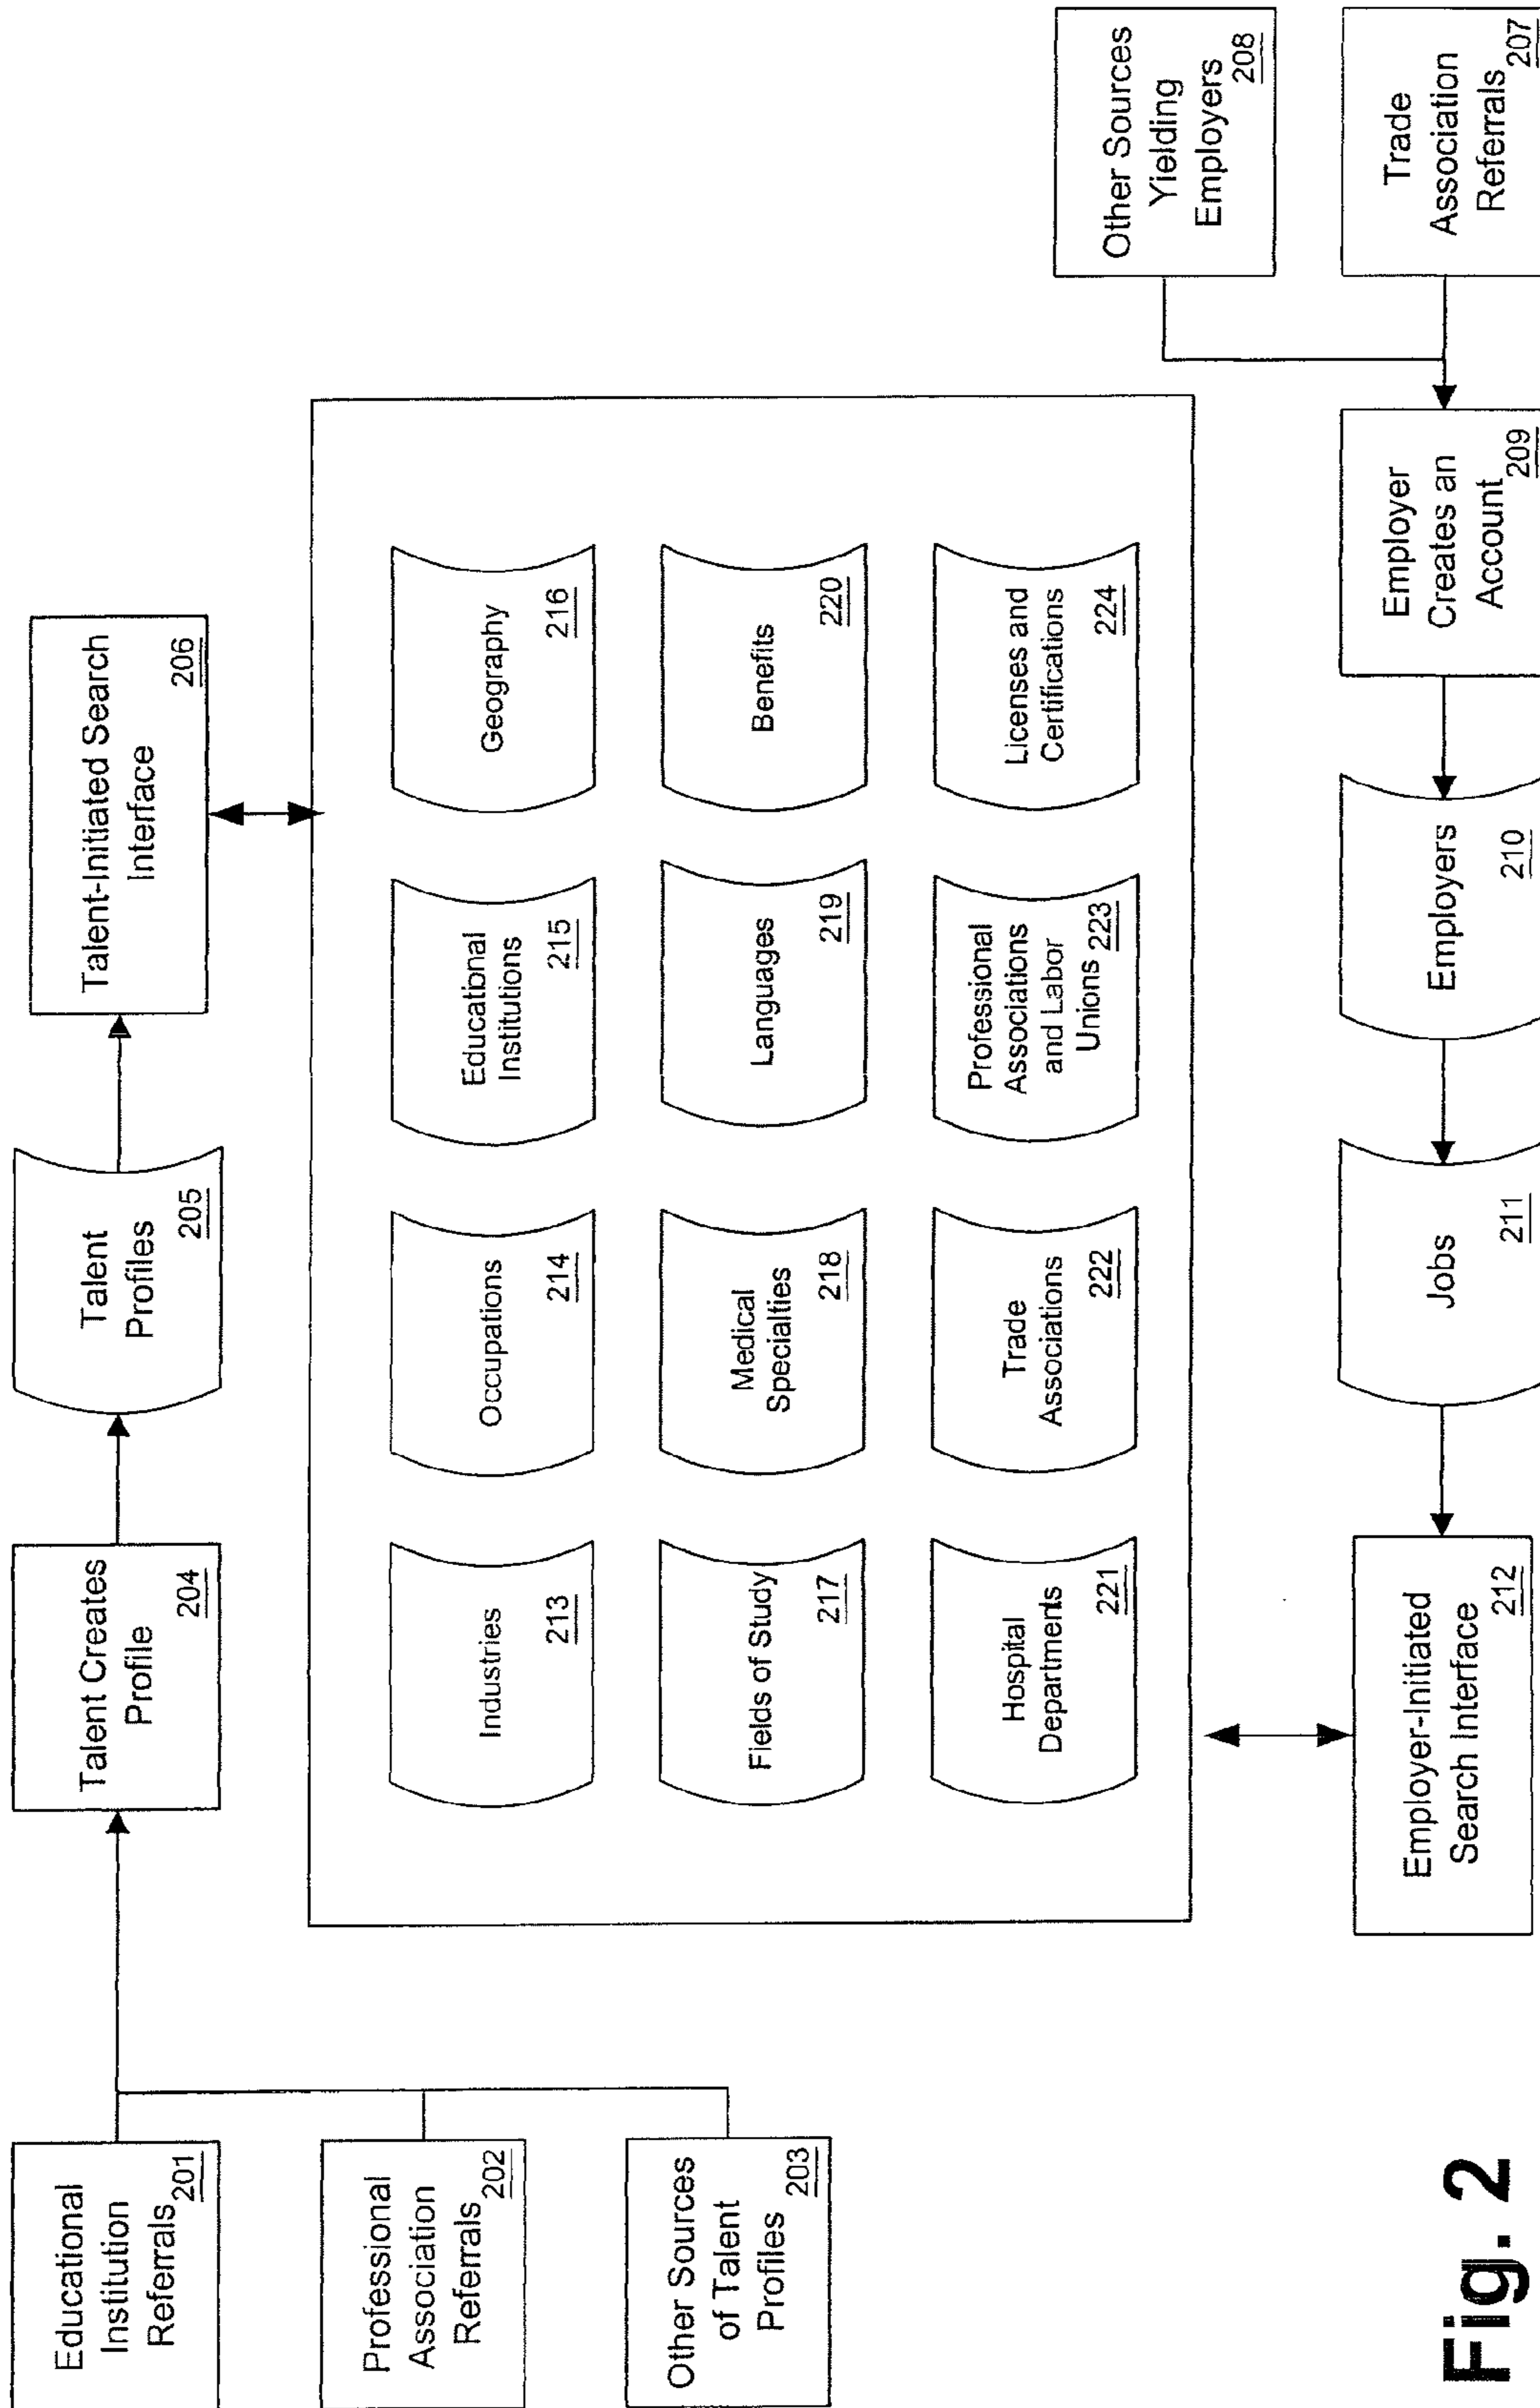 Educational
Institution
Referrals 201
Professional
Association
Referrals 202
Other Sources
of Talent
Profiles
203
Talent Creates
Profile
204
Talent
Profiles
205
Talent-Initiated Search
Interface
206
Industries
213
Occupations
214
Educational
Institutions
215
Geography
216
Fields of Study
217
Medical
Specialties
218
Languages
219
Benefits
220
Hospital
Departments
221
Trade
Associations
222
Professional
Associations
and Labor
Unions 223
Licenses and
Certifications
224
Other Sources
Yielding
Employers
208
Trade
Association
Referrals
207
Employer
Creates an
Account
209
Employers
210
Jobs
211
Employer-Initiated
Search Interface
212
Fig. 2